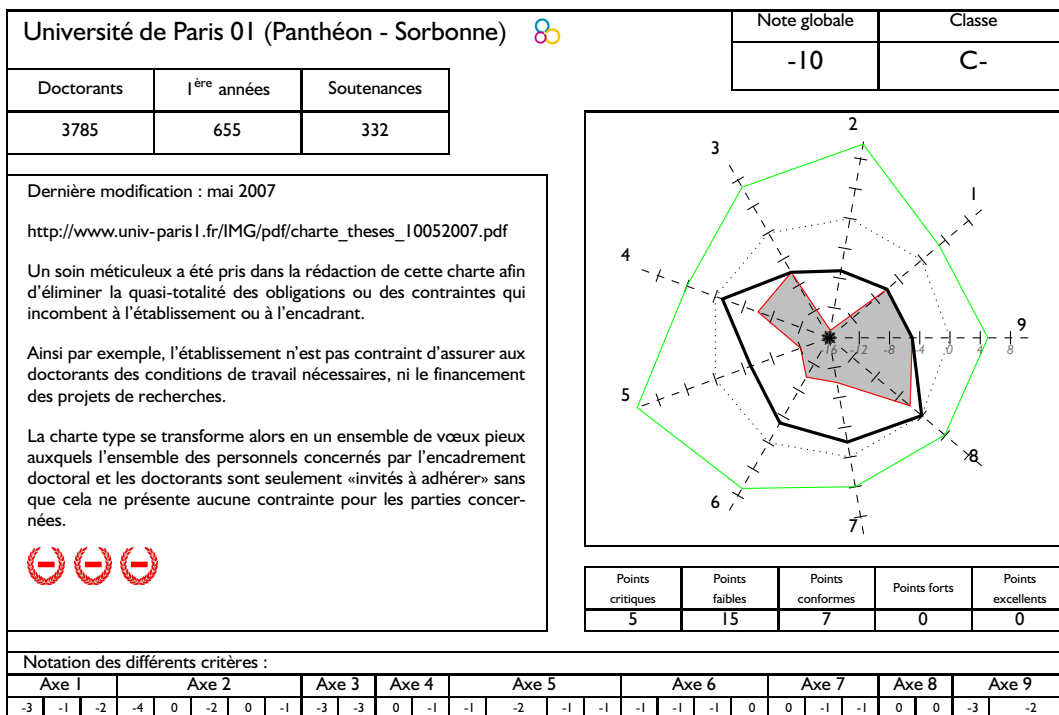 Université de Paris 01 (Panthéon - Sorbonne)
Note globale Classe
-10 C-
Doctorants 1ère années Soutenances
3785 655 332
Dernière modification : mai 2007
http://www.univ-paris1.fr/IMG/pdf/charte_theses_10052007.pdf
Un soin méticuleux a été pris dans la rédaction de cette charte afin
d'éliminer la quasi-totalité des obligations ou des contraintes qui
incombent à l'établissement ou à l'encadrant.
Ainsi par exemple, l'établissement n'est pas contraint d'assurer aux
doctorants des conditions de travail nécessaires, ni le financement
des projets de recherches.
La charte type se transforme alors en un ensemble de vœux pieux
auxquels l'ensemble des personnels concernés par l'encadrement
doctoral et les doctorants sont seulement «invités à adhérer» sans
que cela ne présente aucune contrainte pour les parties concer-
nées.
2
3
1
4
9
-16 -12 -8 -4 0 4 8
5
8
6
7
Points critiques Points faibles Points conformes Points forts Points excellents
5 15 7 0 0
Notation des différents critères :
Axe 1 Axe 2 Axe 3 Axe 4 Axe 5 Axe 6 Axe 7 Axe 8 Axe 9
-3 -1 -2 -4 0 -2 0 -1 -3 -3 0 -1 -1 -2 -1 -1 -1 -1 -1 0 0 -1 -1 0 0 -3 -2